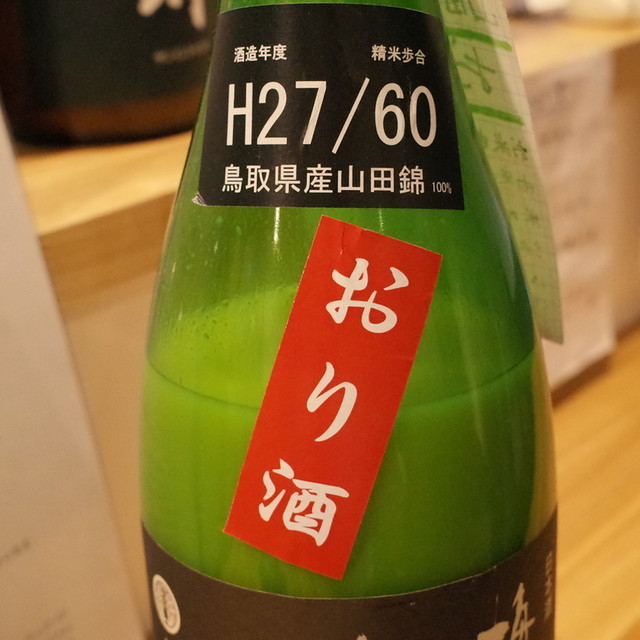 酒造年度 精米歩合
H27/60
鳥取県産山田錦 100%
おり酒